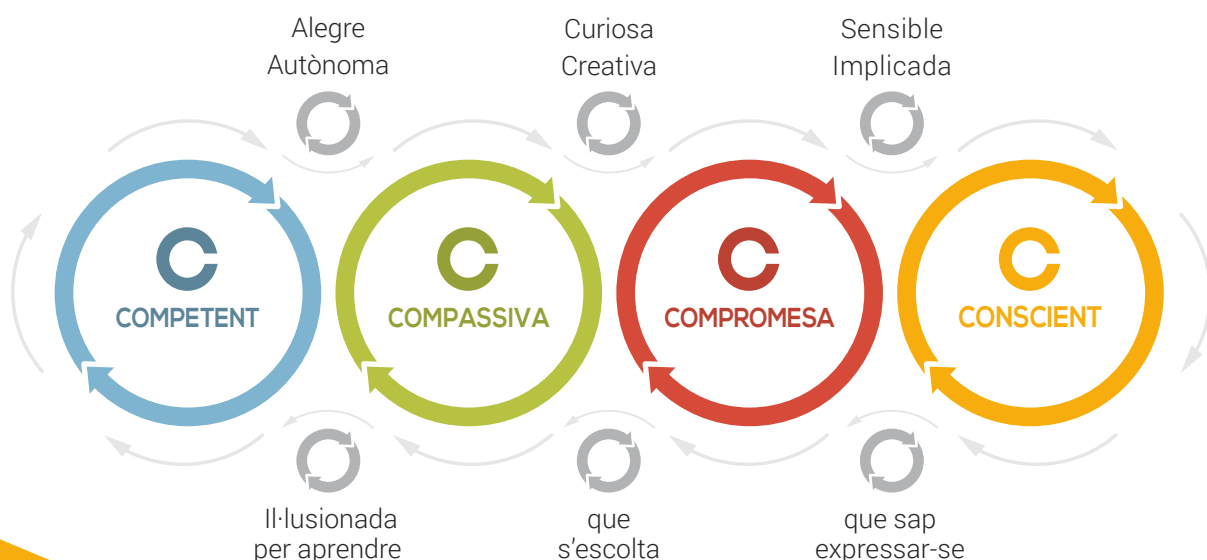 Alegre
Autònoma
Curiosa
Creativa
Sensible
Implicada
C
COMPETENT
C
COMPASSIVA
C
COMPROMESA
C
CONSCIENT
Il·lusionada
per aprendre
que
s'escolta
que sap
expressar-se